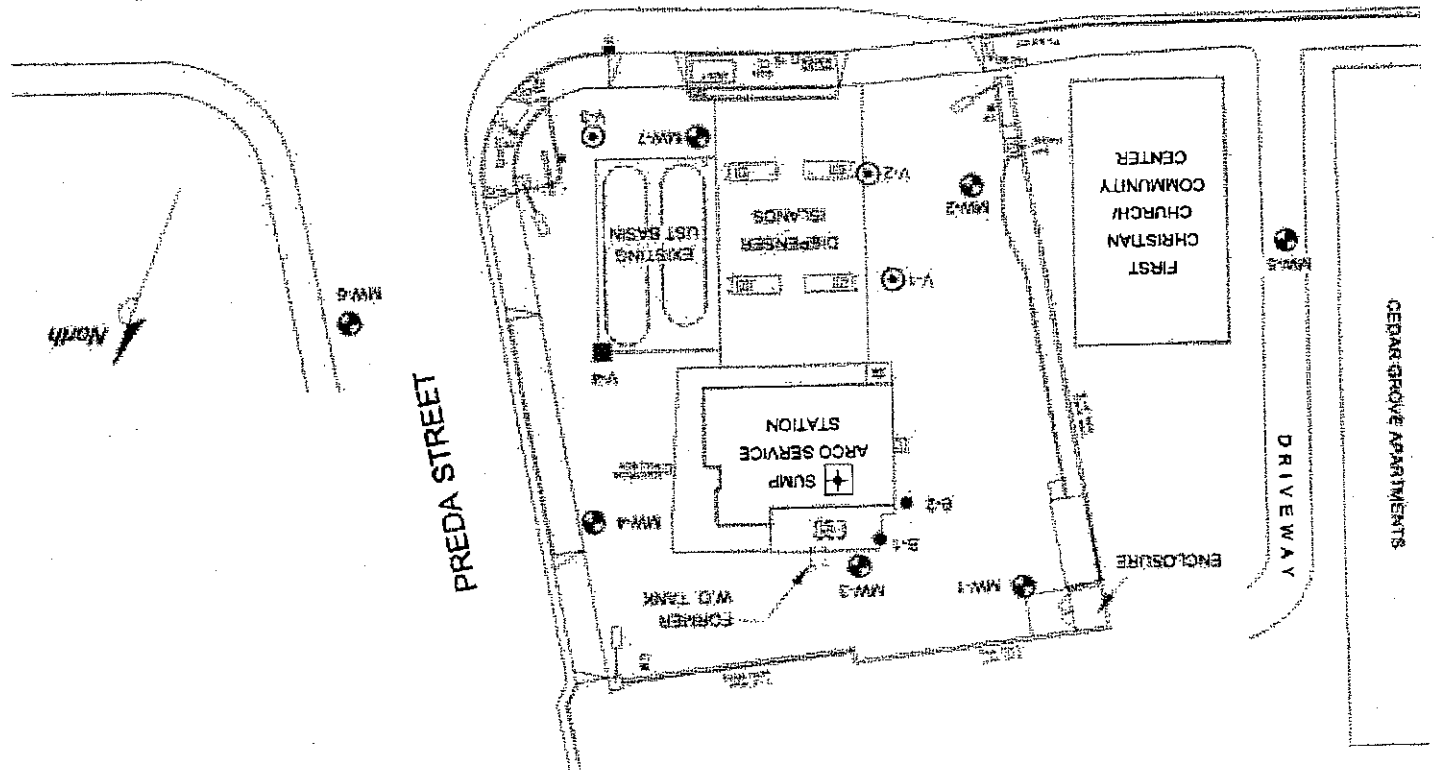 V-3
MW-7
V-2
MW-2
FIRST
CHRISTIAN
CHURCH/
COMMUNITY
CENTER
MW-5
EXISTING
UST BASIN
DISPENSER
ISLANDS
V-1
CEDAR GROVE APARTMENTS
North
MW-6
V-4
PREDA STREET
ARCO SERVICE
STATION
SUMP
DRIVEWAY
MW-4
B-2
B-1
MW-3
MW-1
ENCLOSURE
FORMER
W.O. TANK